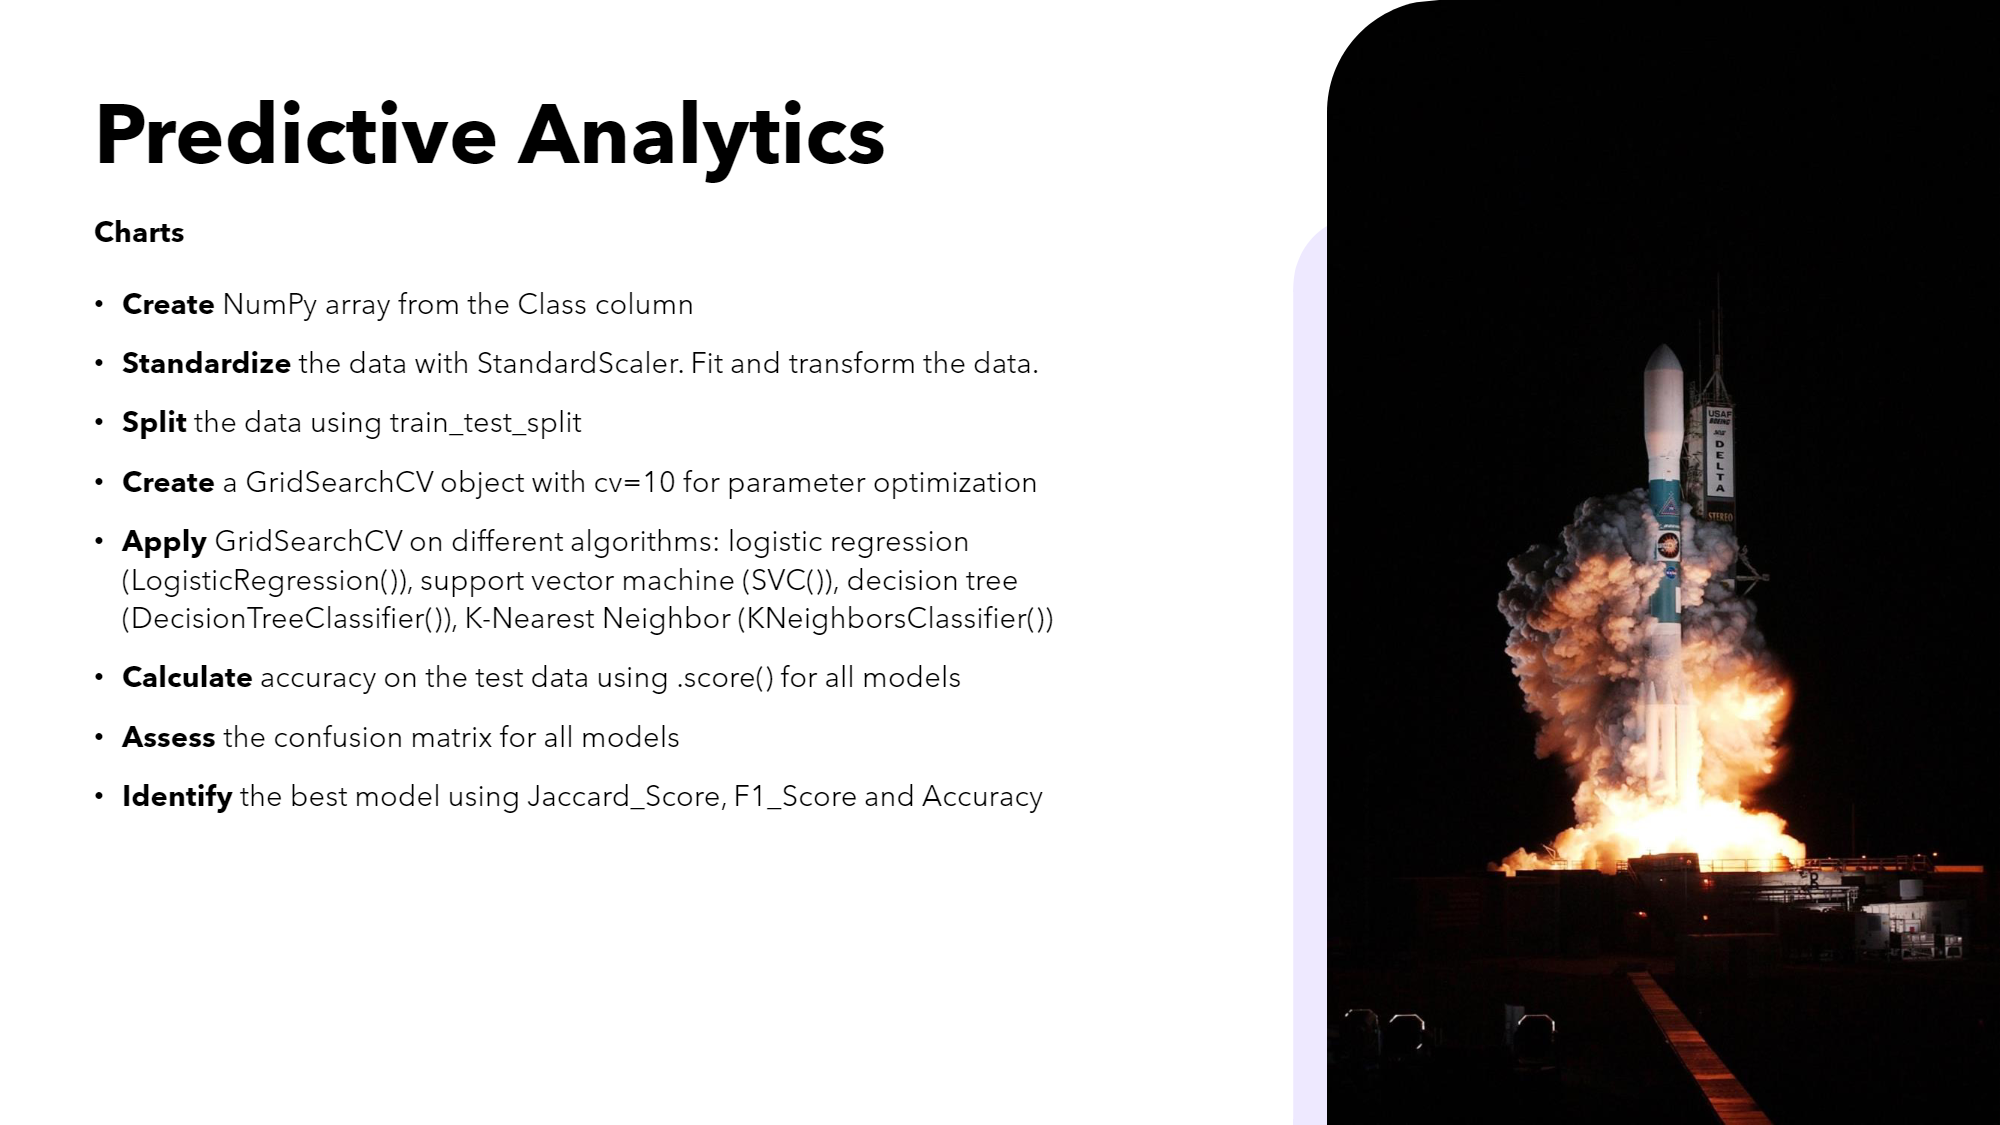 Predictive Analytics
Charts
• Create NumPy array from the Class column
• Standardize the data with StandardScaler. Fit and transform the data.
• Split the data using train_test_split
• Create a GridSearchCV object with cv=10 for parameter optimization
• Apply GridSearchCV on different algorithms: logistic regression
(LogisticRegression()), support vector machine (SVC()), decision tree
(DecisionTreeClassifier()), K-Nearest Neighbor (KNeighborsClassifier())
• Calculate accuracy on the test data using .score() for all models
• Assess the confusion matrix for all models
• Identify the best model using Jaccard_Score, F1_Score and Accuracy
USAF
BOEING
DELTA
STEREO